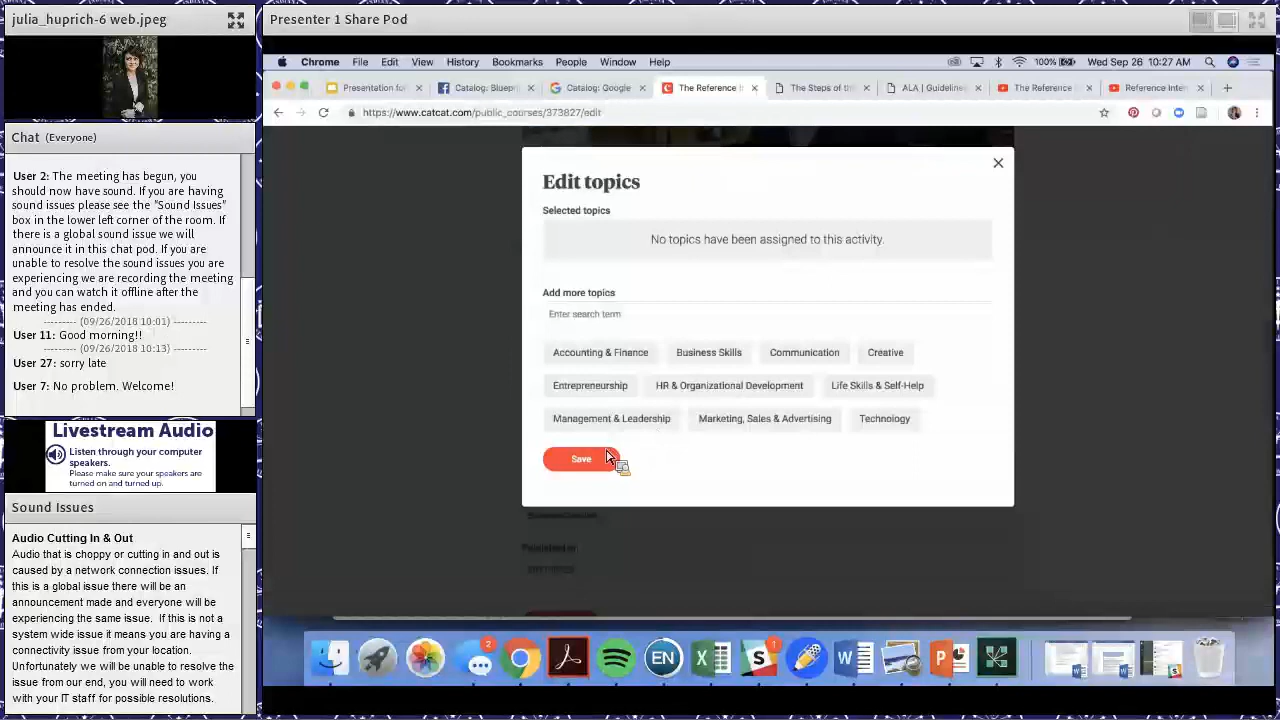 julia_huprich-6 web.jpeg
Chat (Everyone)
User 2: The meeting has begun, you
should now have sound. If you are having
sound issues please see the "Sound Issues"
box in the lower left corner of the room. If
there is a global sound issue we will
announce it in this chat pod. If you are
unable to resolve the sound issues you are
experiencing we are recording the meeting
and you can watch it offline after the
meeting has ended.
--------- (09/26/2018 10:01) ---------
User 11: Good morning!!
--------- (09/26/2018 10:13) ---------
User 27: sorry late
User 7: No problem. Welcome!
Livestream Audio
Listen through your computer
speakers.
Please make sure your speakers are
turned on and turned up.
Sound Issues
Audio Cutting In & Out
Audio that is choppy or cutting in and out is
caused by a network connection issues. If
this is a global issue there will be an
announcement made and everyone will be
experiencing the same issue. If this is not a
system wide issue it means you are having a
connectivity issue from your location.
Unfortunately we will be unable to resolve the
issue from our end, you will need to work
with your IT staff for possible resolutions.
Presenter 1 Share Pod
Chrome File Edit View History Bookmarks People Window Help
100% Wed Sep 26 10:27 AM
Presentation fo
Catalog: Bluepr
Catalog: Google
The Reference I
The Steps of th
ALA | Guideline
The Reference
Reference Inter
https://www.catcat.com/public_courses/373827/edit
Edit topics
Selected topics
No topics have been assigned to this activity.
Add more topics
Enter search term
Accounting & Finance Business Skills Communication Creative
Entrepreneurship HR & Organizational Development Life Skills & Self-Help
Management & Leadership Marketing, Sales & Advertising Technology
Save
Published in
2
EN
1